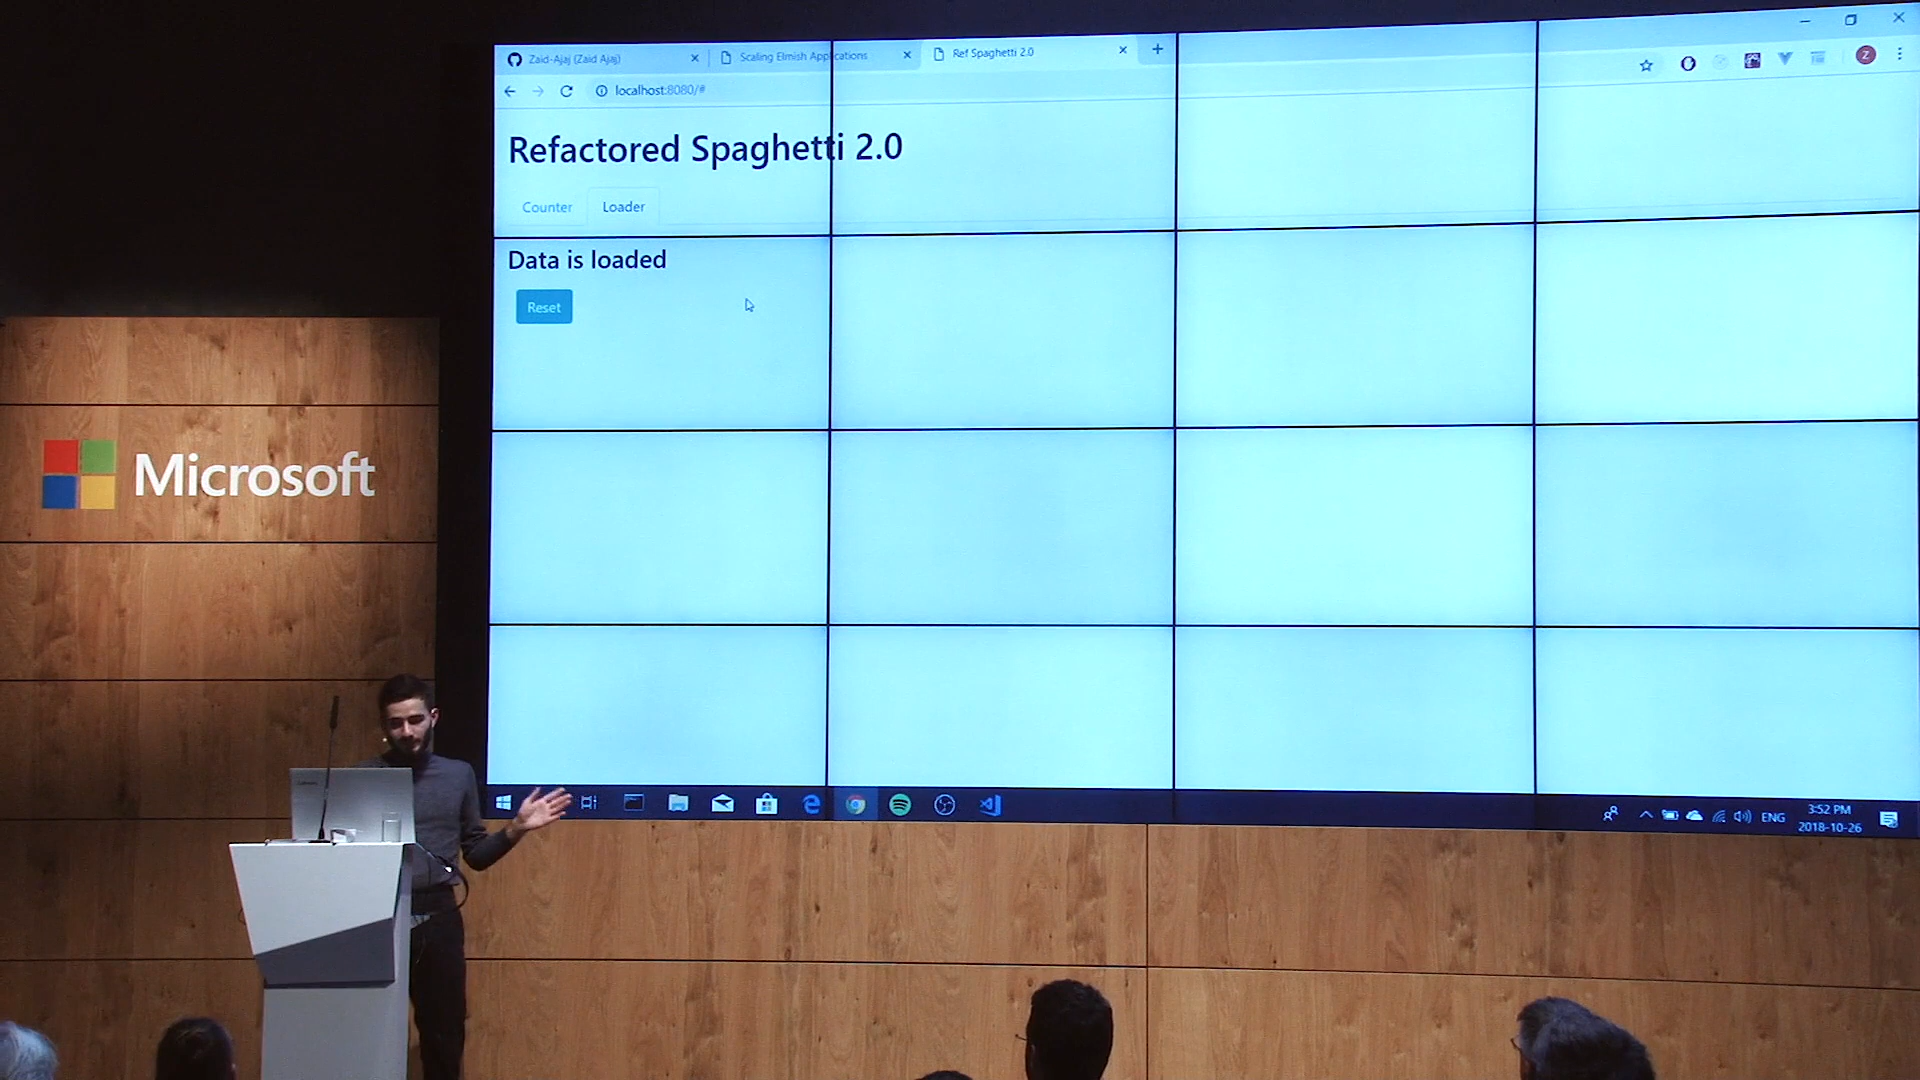 Zaid-Ajaj (Zaid Ajaj)
Scaling Elmish Applications
Ref Spaghetti 2.0
localhost:8080/#
Z
Refactored Spaghetti 2.0
Counter
Loader
Data is loaded
Reset
Microsoft
ENG
3:52 PM
2018-10-26